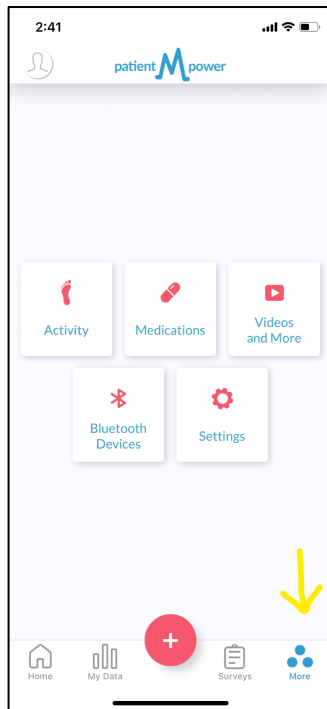 2:41
patient M power
Activity
Medications
Videos
and More
Bluetooth
Devices
Settings
+
Home
My Data
Surveys
More